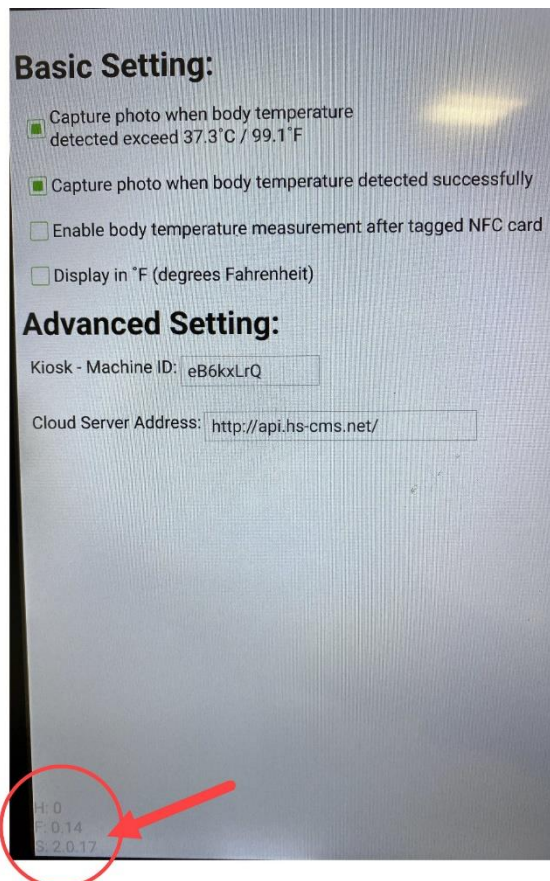 Basic Setting:
Capture photo when body temperature
detected exceed 37.3°C / 99.1°F
Capture photo when body temperature detected successfully
Enable body temperature measurement after tagged NFC card
Display in °F (degrees Fahrenheit)
Advanced Setting:
Kiosk - Machine ID: eB6kxLrQ
Cloud Server Address: http://api.hs-cms.net/
H: 0
F: 0.14
S: 2.0.17